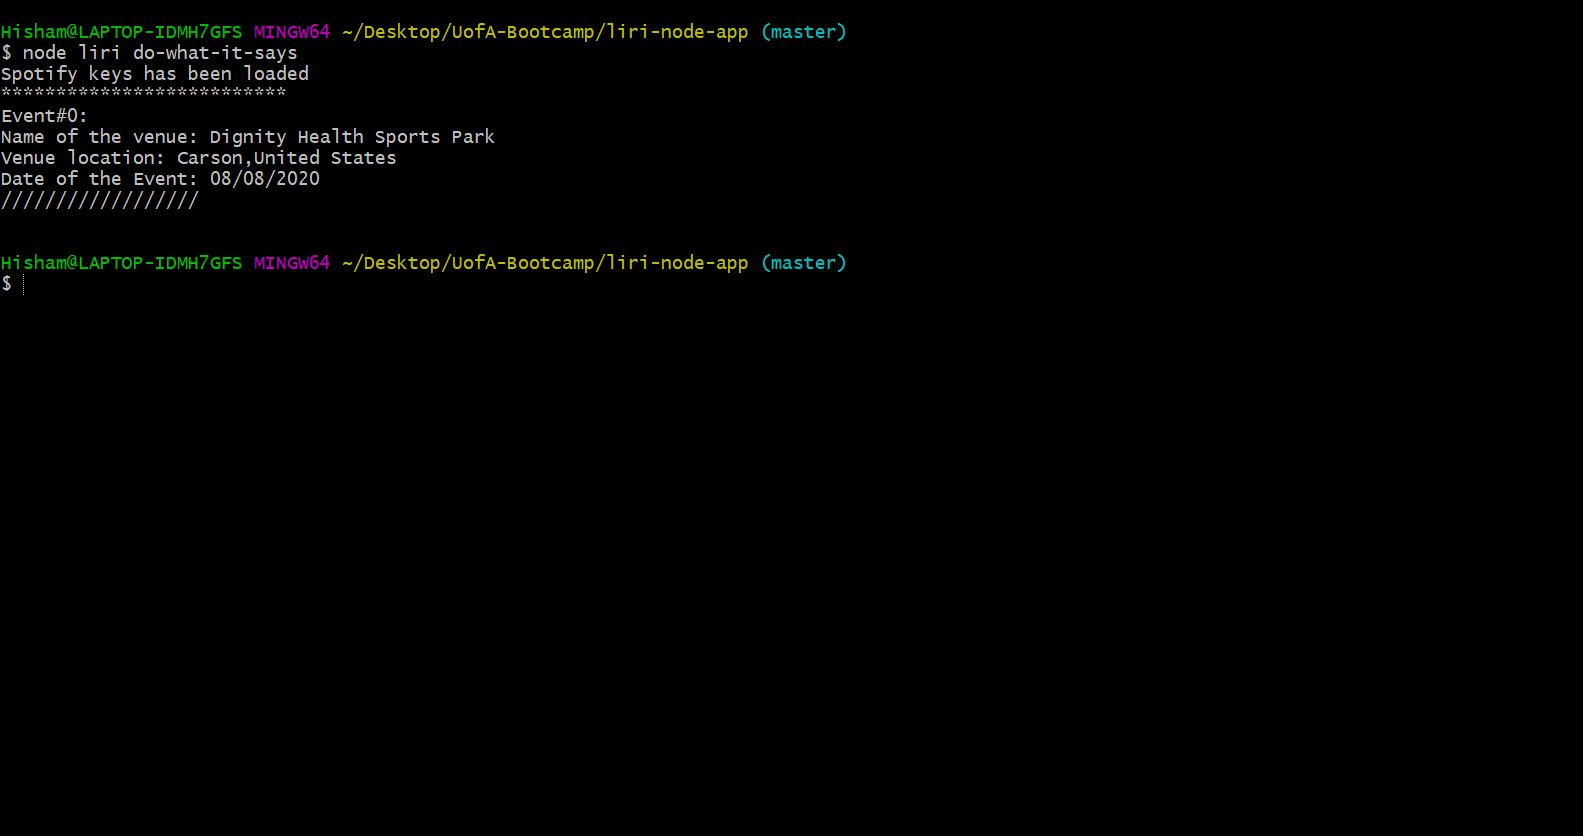 Hisham@LAPTOP-IDMH7GFS MINGW64 ~/Desktop/UofA-Bootcamp/liri-node-app (master)
$ node liri do-what-it-says
Spotify keys has been loaded
**************************
Event#0:
Name of the venue: Dignity Health Sports Park
Venue location: Carson,United States
Date of the Event: 08/08/2020
//////////////////
Hisham@LAPTOP-IDMH7GFS MINGW64 ~/Desktop/UofA-Bootcamp/liri-node-app (master)
$